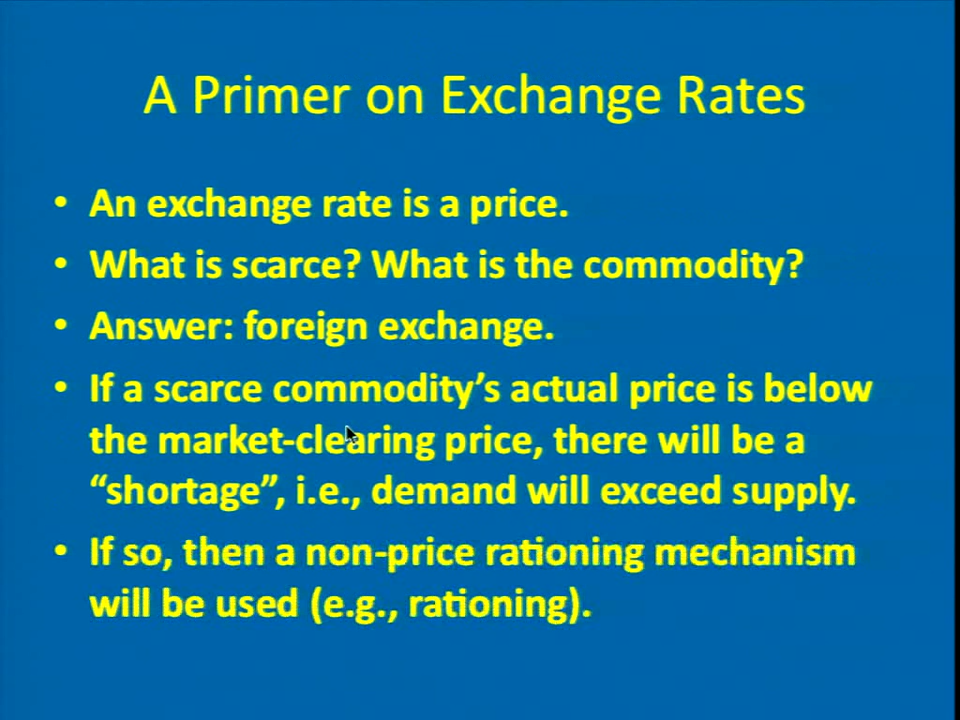 A Primer on Exchange Rates
• An exchange rate is a price.
• What is scarce? What is the commodity?
• Answer: foreign exchange.
• If a scarce commodity’s actual price is below
the market-clearing price, there will be a
“shortage”, i.e., demand will exceed supply.
• If so, then a non-price rationing mechanism
will be used (e.g., rationing).